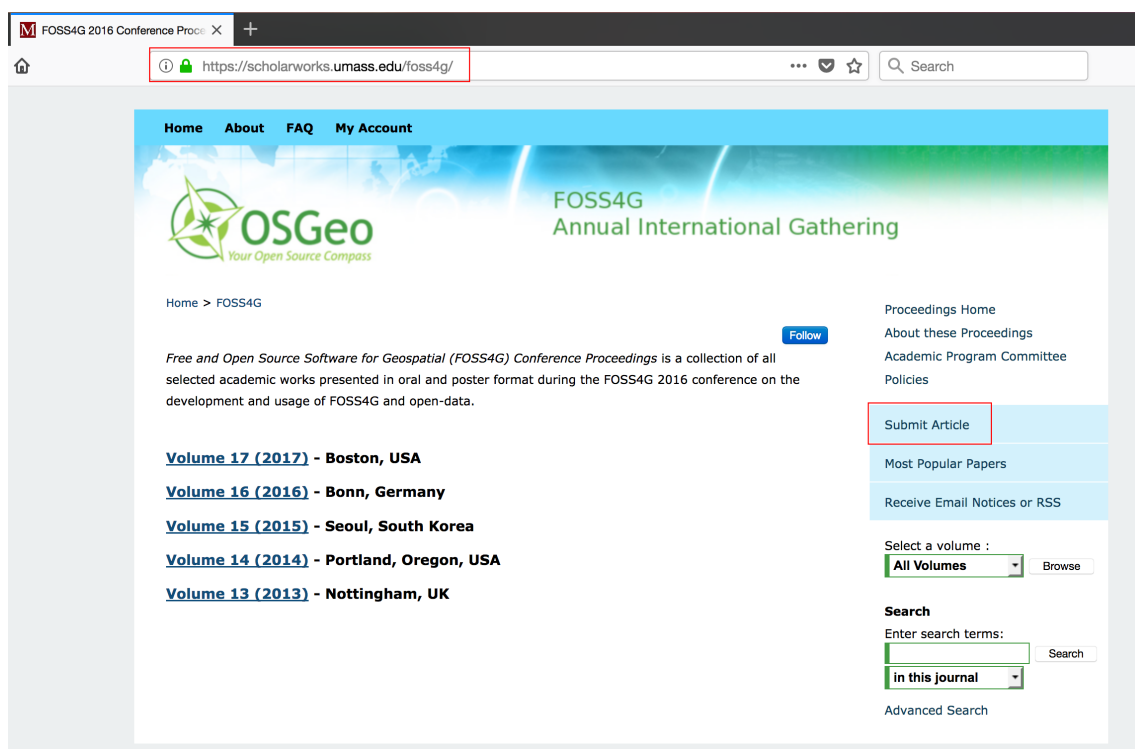 FOSS4G 2016 Conference Proce
https://scholarworks.umass.edu/foss4g/
Search
Home About FAQ My Account
OSGeo
Your Open Source Compass
FOSS4G
Annual International Gathering
Home > FOSS4G
Follow
Free and Open Source Software for Geospatial (FOSS4G) Conference Proceedings is a collection of all
selected academic works presented in oral and poster format during the FOSS4G 2016 conference on the
development and usage of FOSS4G and open-data.
Volume 17 (2017) - Boston, USA
Volume 16 (2016) - Bonn, Germany
Volume 15 (2015) - Seoul, South Korea
Volume 14 (2014) - Portland, Oregon, USA
Volume 13 (2013) - Nottingham, UK
Proceedings Home
About these Proceedings
Academic Program Committee
Policies
Submit Article
Most Popular Papers
Receive Email Notices or RSS
Select a volume :
All Volumes Browse
Search
Enter search terms:
Search
in this journal
Advanced Search